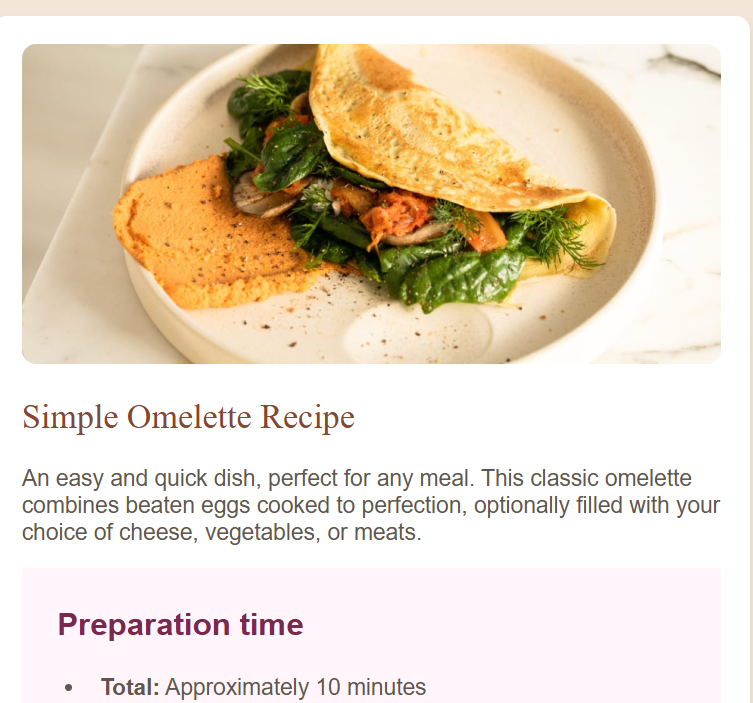 Simple Omelette Recipe
An easy and quick dish, perfect for any meal. This classic omelette
combines beaten eggs cooked to perfection, optionally filled with your
choice of cheese, vegetables, or meats.
Preparation time
• Total: Approximately 10 minutes